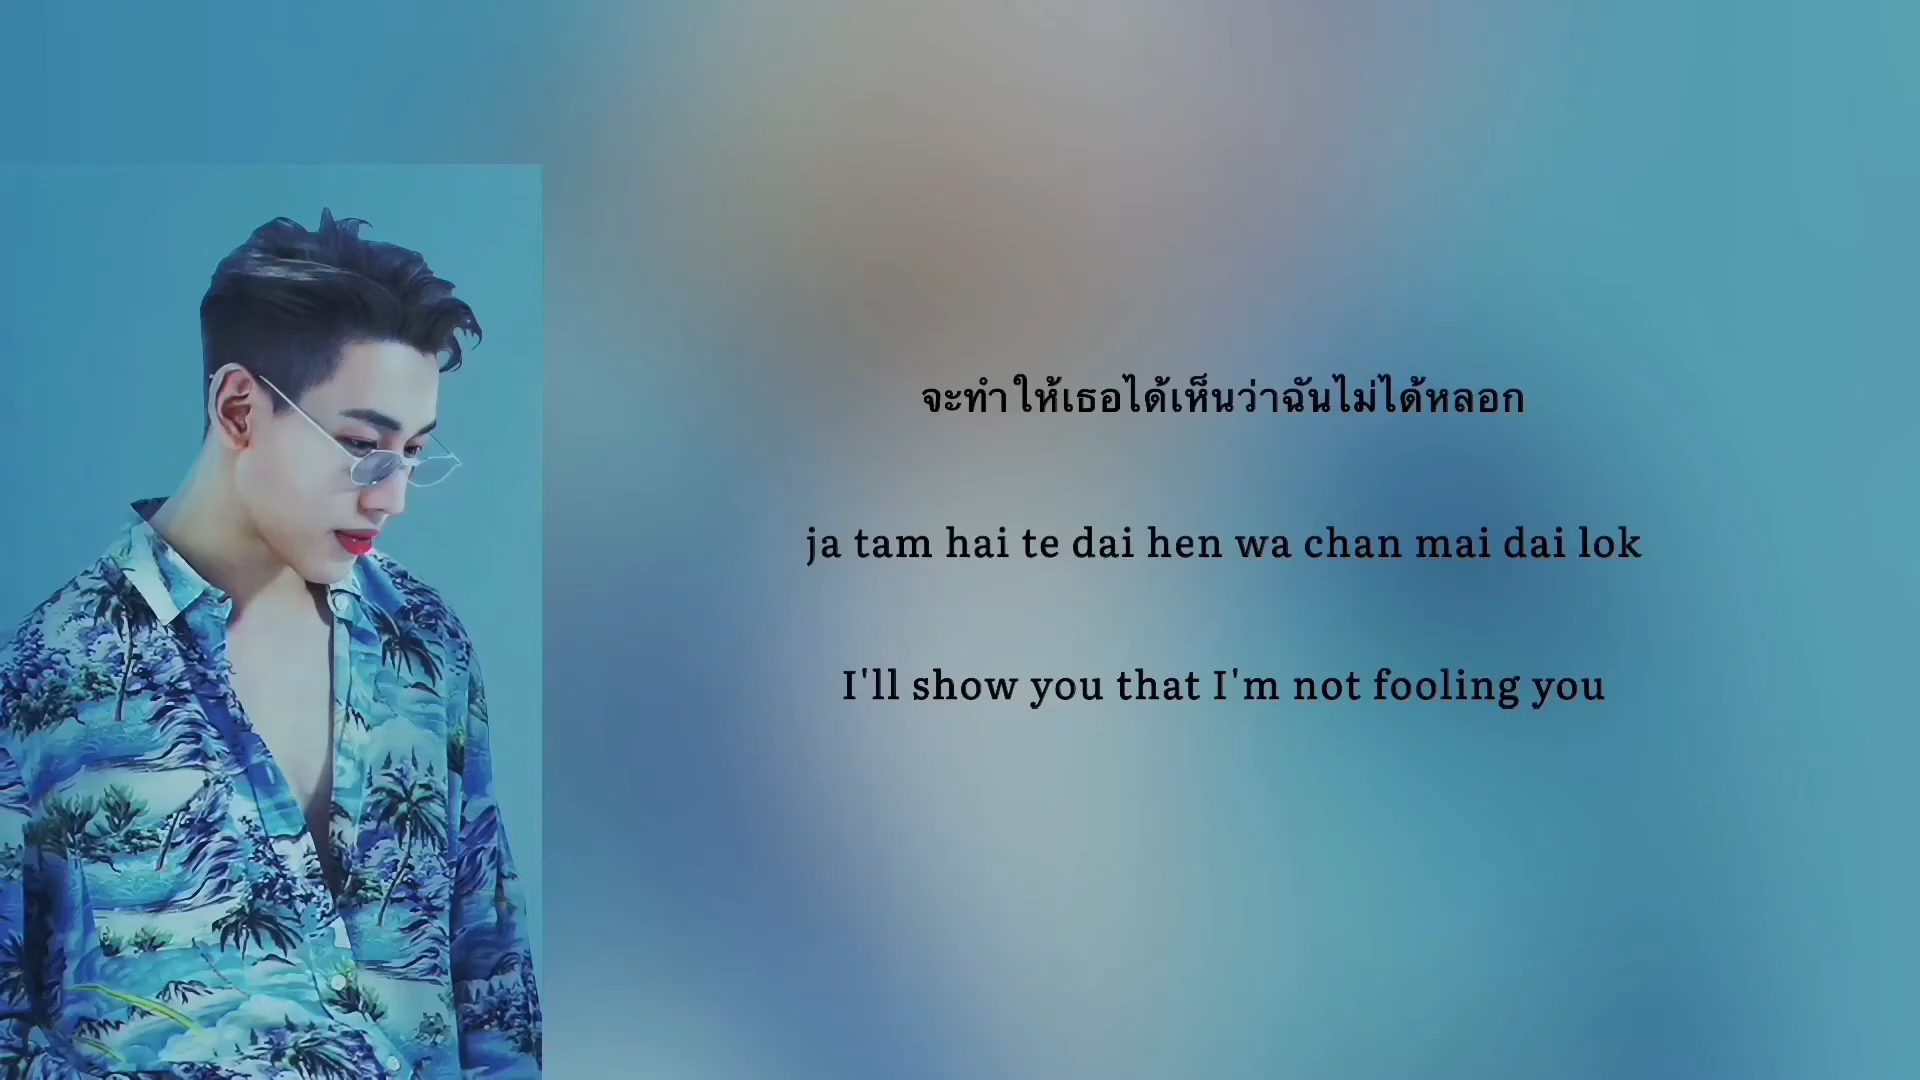 จะทำให้เธอได้เห็นว่าฉันไม่ได้หลอก
ja tam hai te dai hen wa chan mai dai lok
I'll show you that I'm not fooling you